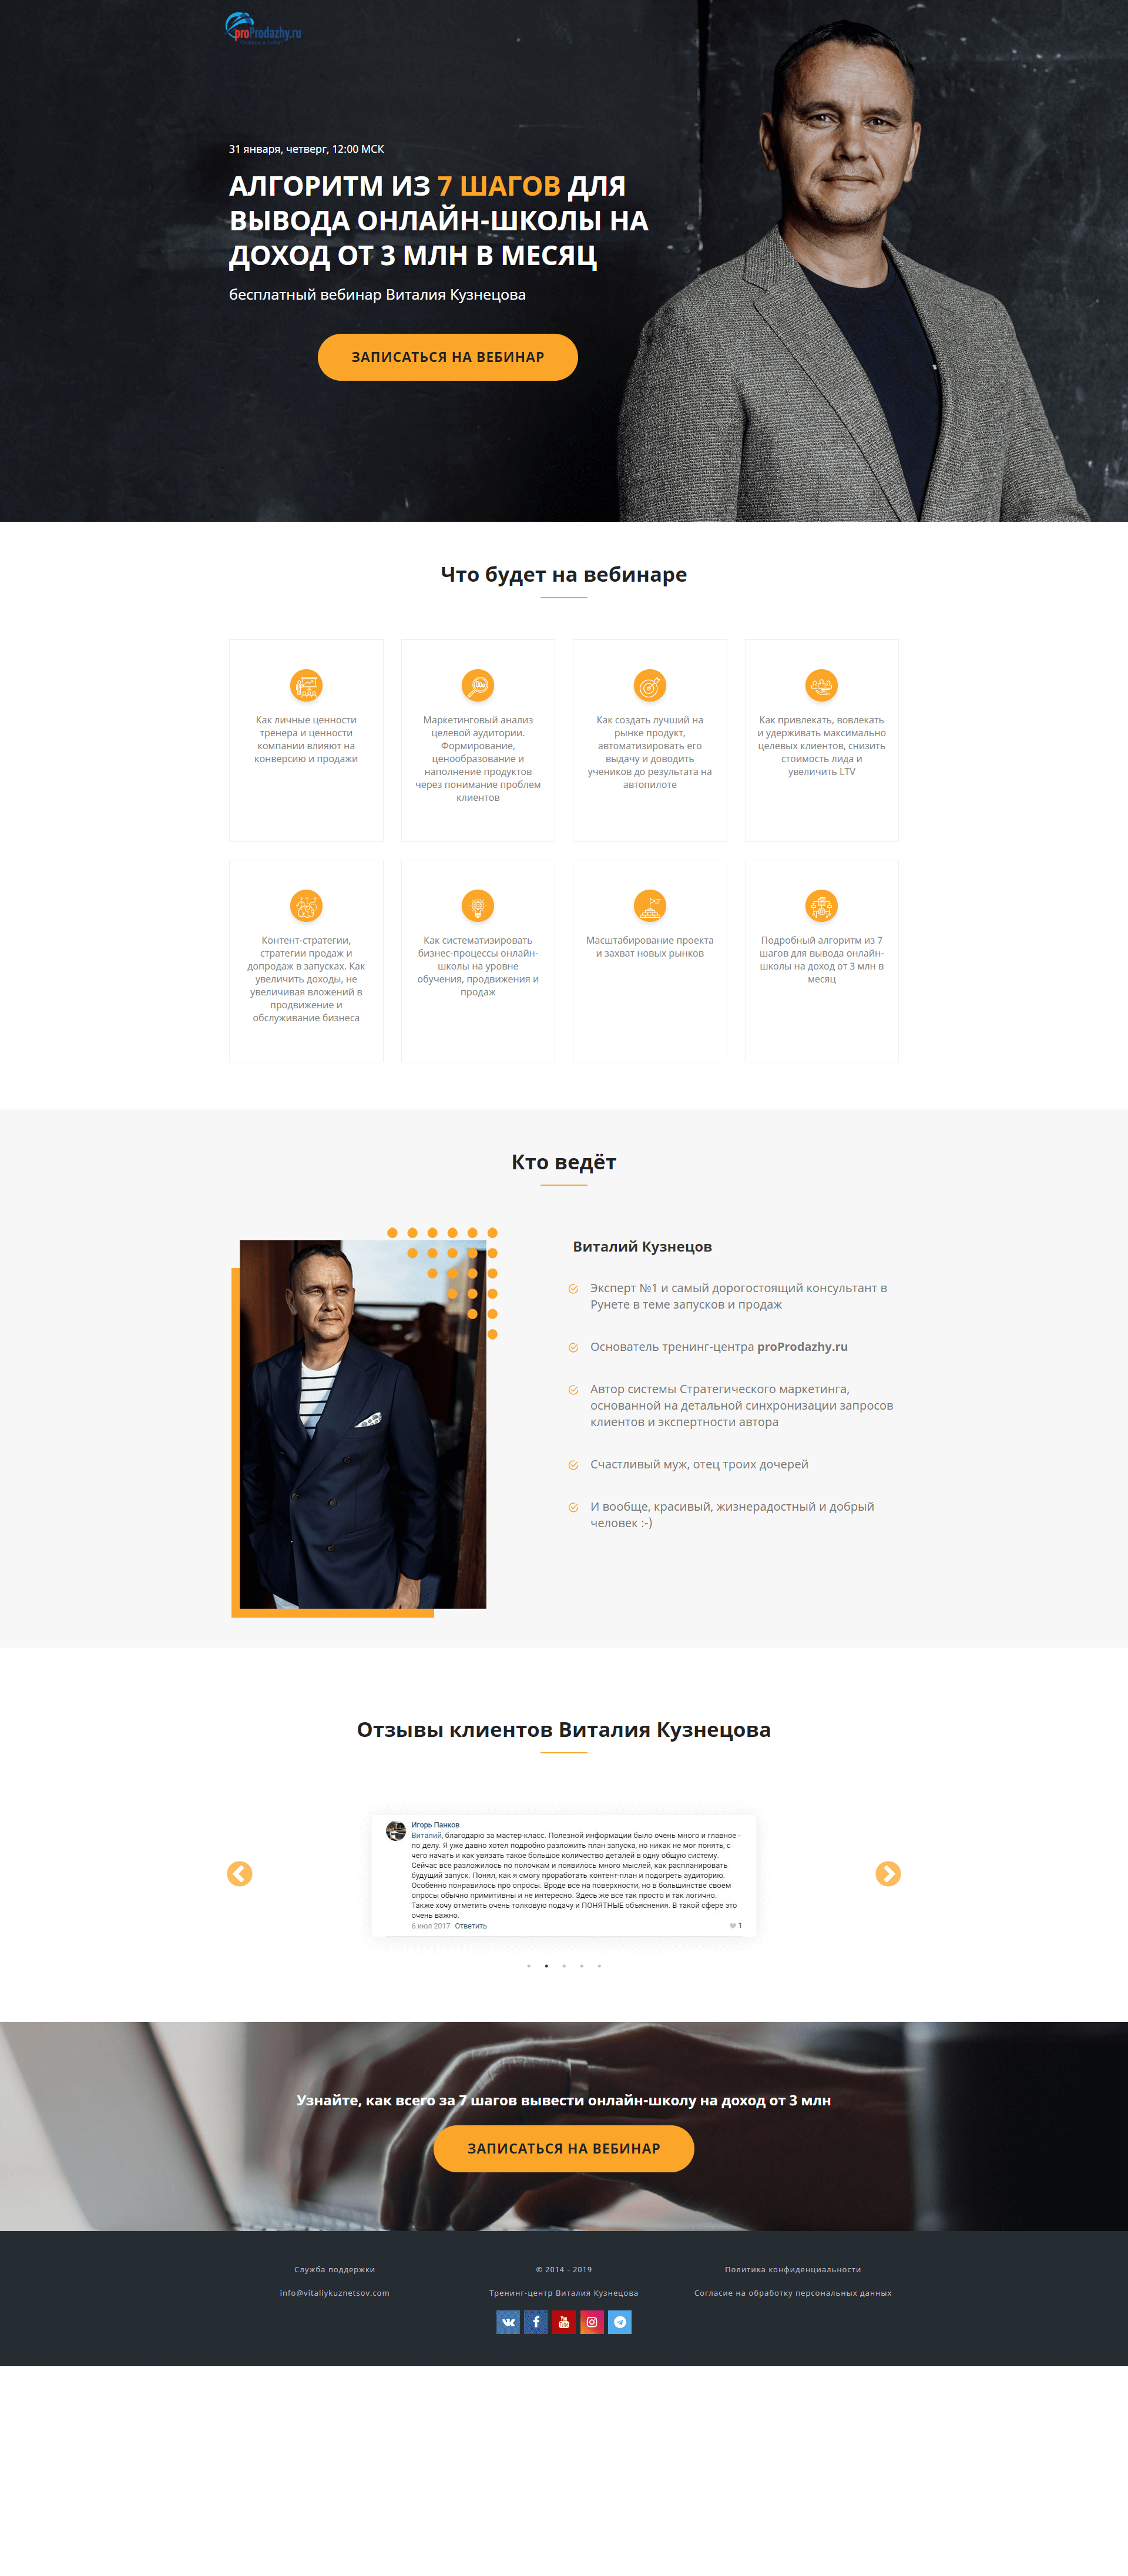 proProdazhy.ru
31 января, четверг, 12:00 МСК
АЛГОРИТМ ИЗ 7 ШАГОВ ДЛЯ
ВЫВОДА ОНЛАЙН-ШКОЛЫ НА
ДОХОД ОТ 3 МЛН В МЕСЯЦ
бесплатный вебинар Виталия Кузнецова
ЗАПИСАТЬСЯ НА ВЕБИНАР
Что будет на вебинаре
Как личные ценности
тренера и ценности
компании влияют на
конверсию и продажи
Маркетинговый анализ
целевой аудитории.
Формирование,
ценообразование и
наполнение продуктов
через понимание проблем
клиентов
Как создать лучший на
рынке продукт,
автоматизировать его
выдачу и доводить
учеников до результата на
автопилоте
Как привлекать, вовлекать
и удерживать максимально
целевых клиентов, снизить
стоимость лида и
увеличить LTV
Контент-стратегии,
стратегии продаж и
допродаж в запусках. Как
увеличить доходы, не
увеличивая вложений в
продвижение и
обслуживание бизнеса
Как систематизировать
бизнес-процессы онлайн-
школы на уровне
обучения, продвижения и
продаж
Масштабирование проекта
и захват новых рынков
Подробный алгоритм из 7
шагов для вывода онлайн-
школы на доход от 3 млн в
месяц
Кто ведёт
Виталий Кузнецов
Эксперт №1 и самый дорогостоящий консультант в
Рунете в теме запусков и продаж
Основатель тренинг-центра proProdazhy.ru
Автор системы Стратегического маркетинга,
основанной на детальной синхронизации запросов
клиентов и экспертности автора
Счастливый муж, отец троих дочерей
И вообще, красивый, жизнерадостный и добрый
человек :-)
Отзывы клиентов Виталия Кузнецова
Игорь Панков
Виталий, благодарю за мастер-класс. Полезной информации было очень много и главное -
по делу. Я уже давно хотел подробно разложить план запуска, но никак не мог понять, с
чего начать и как увязать такое большое количество деталей в одну общую систему.
Сейчас все разложилось по полочкам и появилось много мыслей, как распланировать
будущий запуск. Понял, как я смогу проработать контент-план и подогреть аудиторию.
Особенно понравилось про опросы. Вроде все на поверхности, но в большинстве своем
опросы обычно примитивны и не интересно. Здесь же все так просто и так логично.
Также хочу отметить очень толковую подачу и ПОНЯТНЫЕ объяснения. В такой сфере это
очень важно.
6 июл 2017 Ответить 1
Узнайте, как всего за 7 шагов вывести онлайн-школу на доход от 3 млн
ЗАПИСАТЬСЯ НА ВЕБИНАР
Служба поддержки
info@vitaliykuznetsov.com
© 2014 - 2019
Тренинг-центр Виталия Кузнецова
Политика конфиденциальности
Согласие на обработку персональных данных